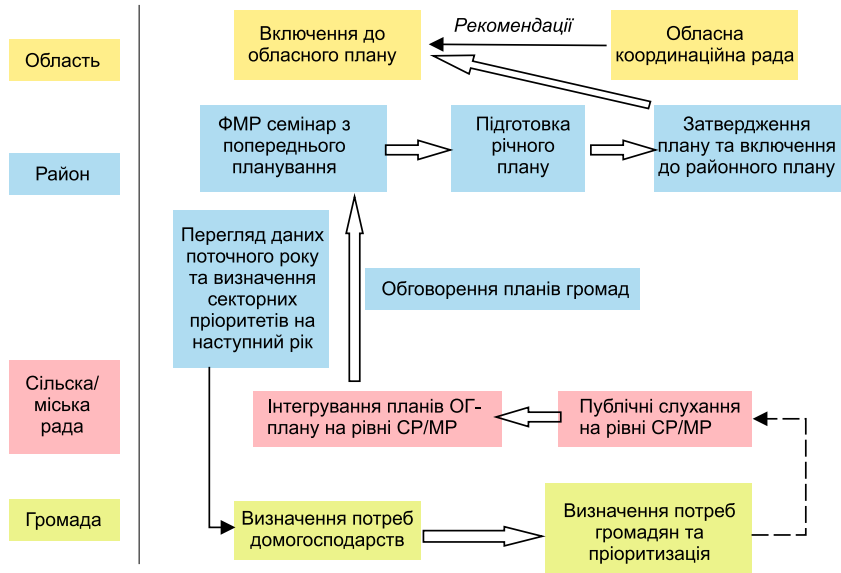 Область
Включення до
обласного плану
Рекомендації
Обласна
координаційна рада
Район
ФМР семінар з
попереднього
планування
Підготовка
річного
плану
Затвердження
плану та включення
до районного плану
Перегляд даних
поточного року
та визначення
секторних
пріоритетів на
наступний рік
Обговорення планів громад
Сільска/
міська
рада
Інтегрування планів ОГ-
плану на рівні СР/МР
Публічні слухання
на рівні СР/МР
Громада
Визначення потреб
домогосподарств
Визначення потреб
громадян та
пріоритизація